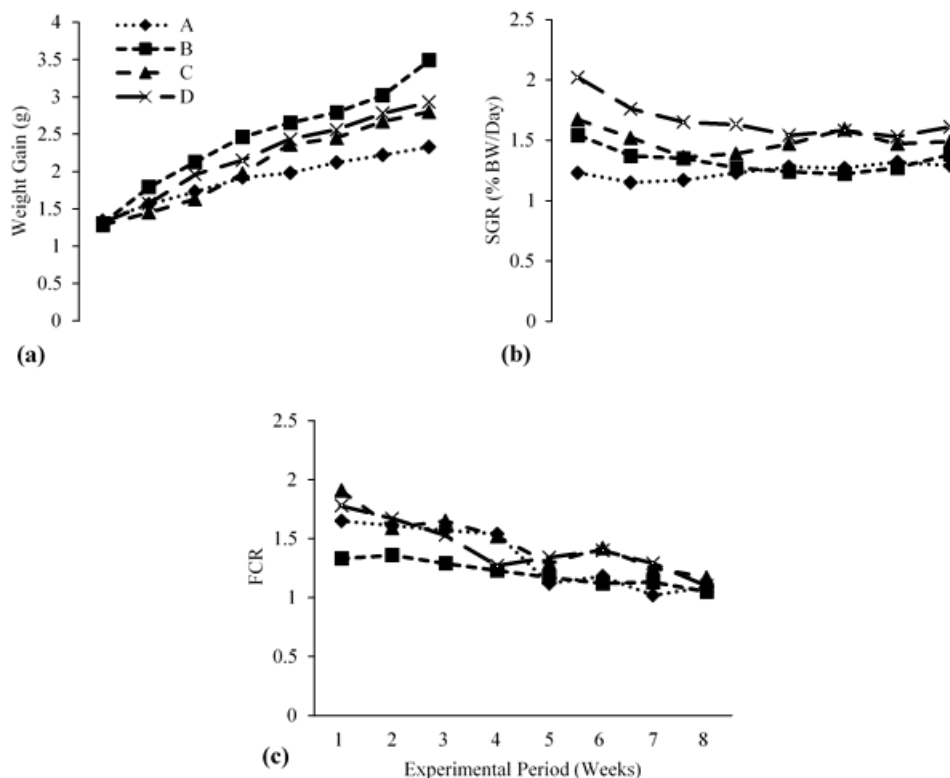 4
3.5
3
2.5
2
1.5
1
0.5
0
Weight Gain (g)
A
B
C
D
(a)
2.5
2
1.5
1
0.5
0
SGR (%BW/Day)
(b)
2.5
2
1.5
1
0.5
0
FCR
1 2 3 4 5 6 7 8
(c)
Experimental Period (Weeks)